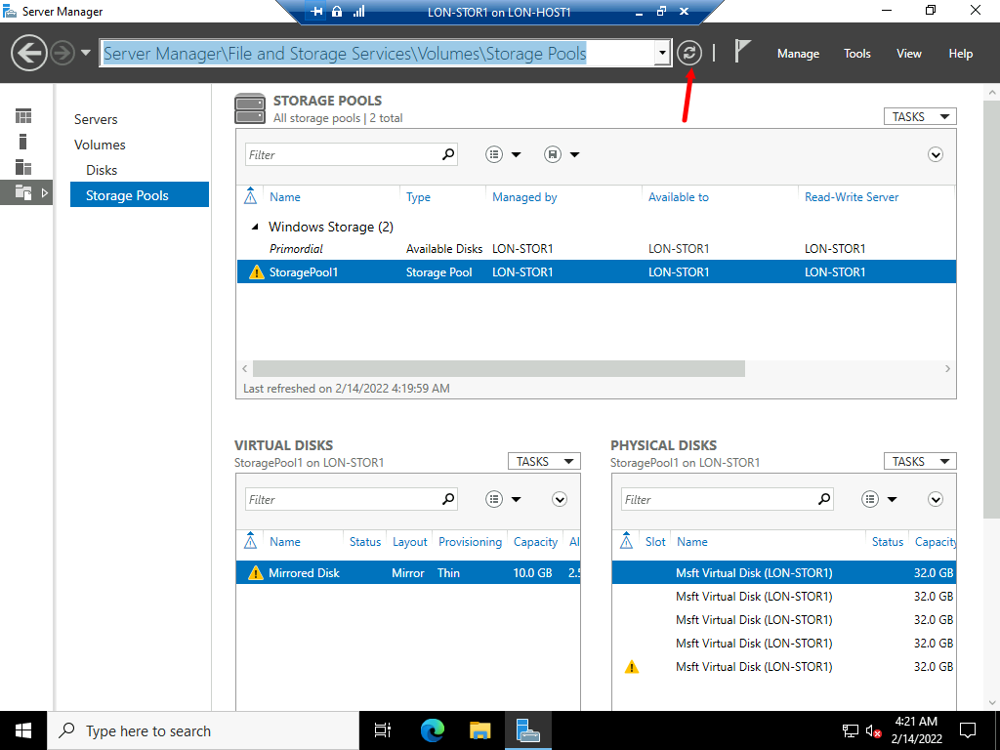 Server Manager
LON-STOR1 on LON-HOST1
Server Manager\File and Storage Services\Volumes\Storage Pools
Manage Tools View Help
Servers
Volumes
Disks
Storage Pools
STORAGE POOLS
All storage pools | 2 total
TASKS
Filter
Name Type Managed by Available to Read-Write Server
Windows Storage (2)
Primordial Available Disks LON-STOR1 LON-STOR1 LON-STOR1
StoragePool1 Storage Pool LON-STOR1 LON-STOR1 LON-STOR1
Last refreshed on 2/14/2022 4:19:59 AM
VIRTUAL DISKS
StoragePool1 on LON-STOR1
TASKS
Filter
Name Status Layout Provisioning Capacity Al
Mirrored Disk Mirror Thin 10.0 GB 2.5
PHYSICAL DISKS
StoragePool1 on LON-STOR1
TASKS
Filter
Slot Name Status Capacity
Msft Virtual Disk (LON-STOR1) 32.0 GB
Msft Virtual Disk (LON-STOR1) 32.0 GB
Msft Virtual Disk (LON-STOR1) 32.0 GB
Msft Virtual Disk (LON-STOR1) 32.0 GB
Msft Virtual Disk (LON-STOR1) 32.0 GB
Type here to search
4:21 AM
2/14/2022